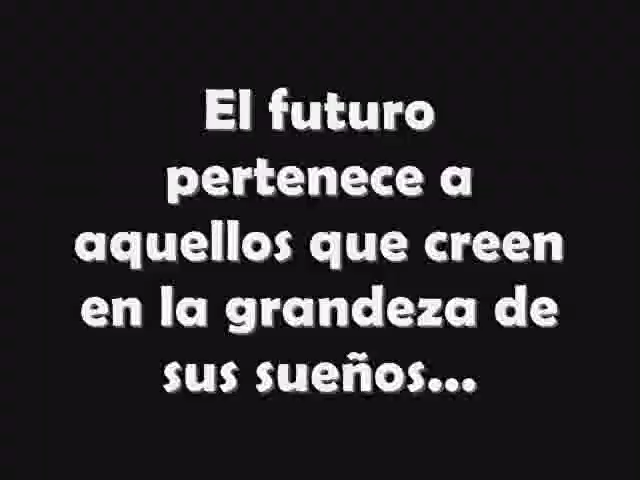 El futuro
pertenece a
aquellos que creen
en la grandeza de
sus sueños...